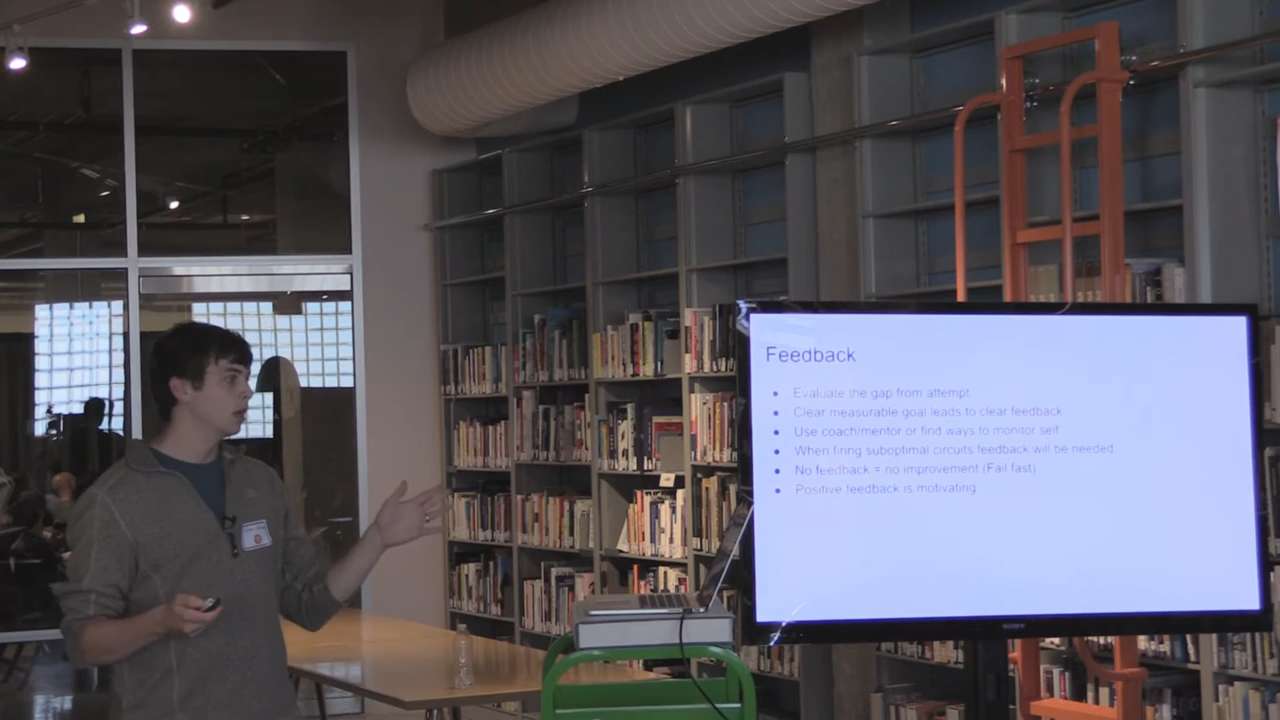 Feedback
Evaluate the gap from attempt
Clear measurable goal leads to clear feedback
Use coach/mentor or find ways to monitor self
When firing suboptimal circuits feedback will be needed
No feedback = no improvement (Fail fast)
Positive feedback is motivating
SONY